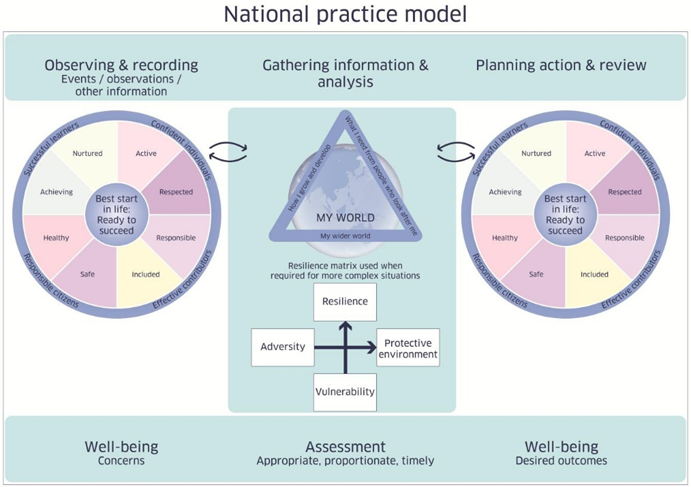 National practice model
Observing & recording
Events / observations /
other information
Gathering information &
analysis
Planning action & review
Successful learners
Confident individuals
Nurtured
Active
Achieving
Respected
Best start
in life:
Ready to
succeed
Healthy
Responsible
Safe
Included
Responsible citizens
Effective contributors
How I grow and develop
What I need from people who look after me
MY WORLD
My wider world
Resilience matrix used when
required for more complex situations
Resilience
Adversity
Protective
environment
Vulnerability
Successful learners
Confident individuals
Nurtured
Active
Achieving
Respected
Best start
in life:
Ready to
succeed
Healthy
Responsible
Safe
Included
Responsible citizens
Effective contributors
Well-being
Concerns
Assessment
Appropriate, proportionate, timely
Well-being
Desired outcomes